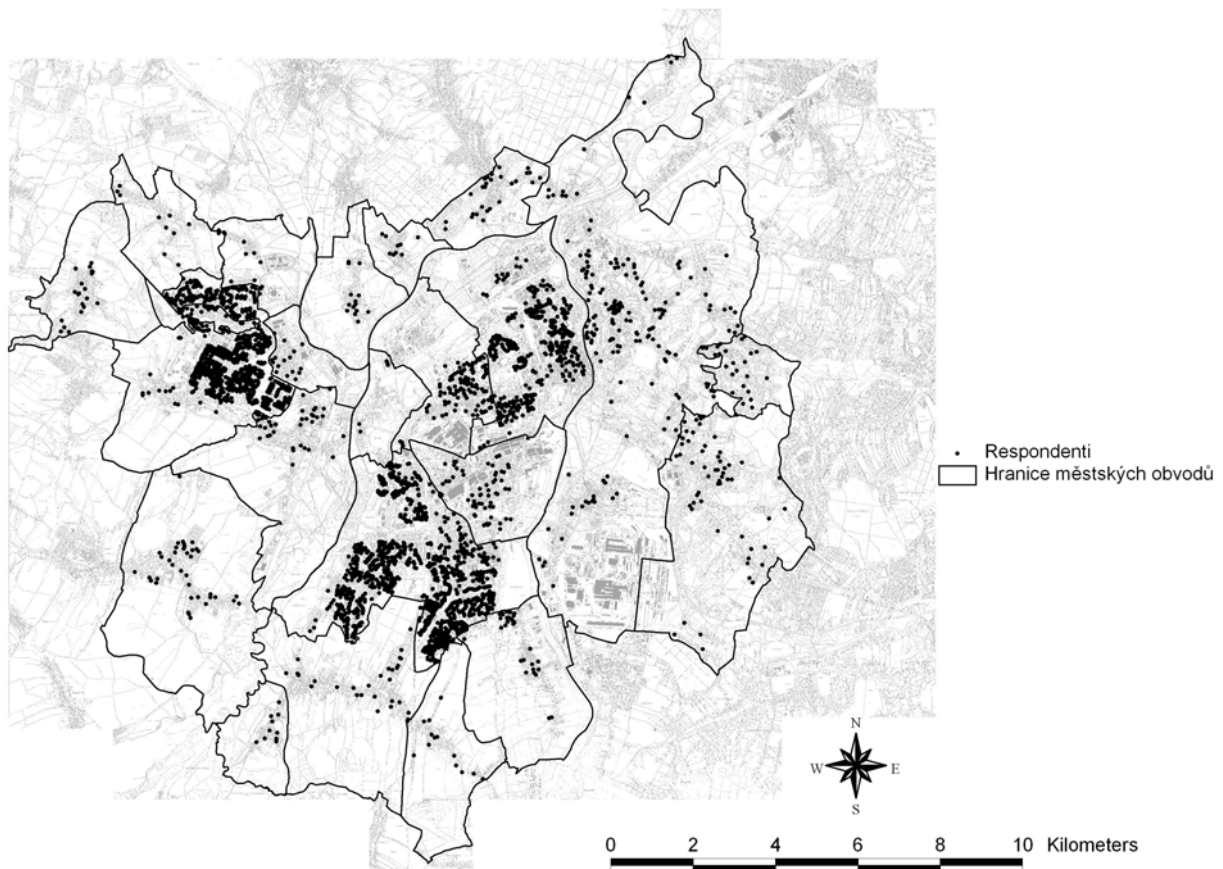 Respondenti
Hranice městských obvodů
N
W E
S
0 2 4 6 8 10 Kilometers